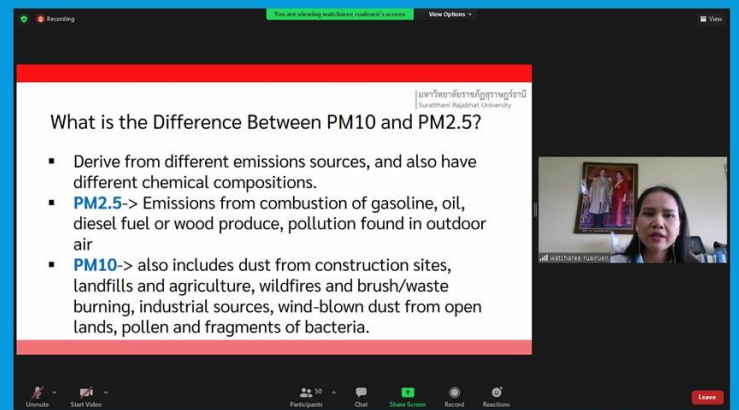 Recording
You are viewing watcharee ruairuen's screen
View Options
View
มหาวิทยาลัยราชภัฏสุราษฎร์ธานี
Suratthani Rajabhat University
What is the Difference Between PM10 and PM2.5?
▪ Derive from different emissions sources, and also have
different chemical compositions.
▪ PM2.5-> Emissions from combustion of gasoline, oil,
diesel fuel or wood produce, pollution found in outdoor
air
▪ PM10-> also includes dust from construction sites,
landfills and agriculture, wildfires and brush/waste
burning, industrial sources, wind-blown dust from open
lands, pollen and fragments of bacteria.
watcharee ruairuen
Unmute
Start Video
50
Participants
Chat
Share Screen
Record
Reactions
Leave